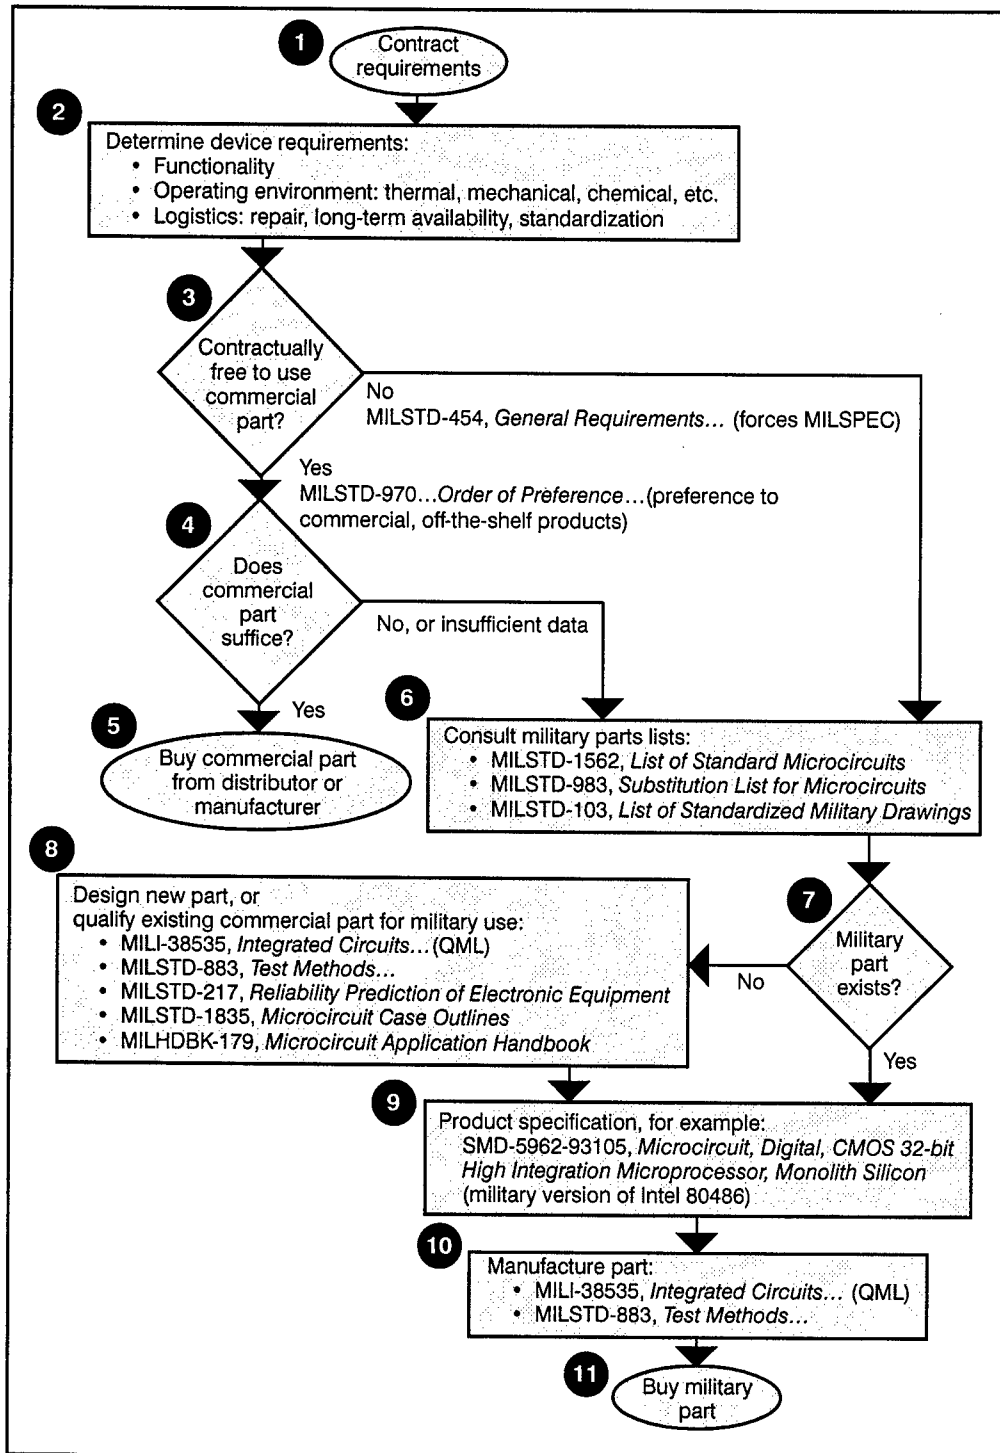 1
Contract
requirements
2
Determine device requirements:
• Functionality
• Operating environment: thermal, mechanical, chemical, etc.
• Logistics: repair, long-term availability, standardization
3
Contractually
free to use
commercial
part?
No
MILSTD-454, General Requirements... (forces MILSPEC)
Yes
MILSTD-970...Order of Preference...(preference to
commercial, off-the-shelf products)
4
Does
commercial
part
suffice?
No, or insufficient data
Yes
5
Buy commercial part
from distributor or
manufacturer
6
Consult military parts lists:
• MILSTD-1562, List of Standard Microcircuits
• MILSTD-983, Substitution List for Microcircuits
• MILSTD-103, List of Standardized Military Drawings
7
Military
part
exists?
No
Yes
8
Design new part, or
qualify existing commercial part for military use:
• MILI-38535, Integrated Circuits...(QML)
• MILSTD-883, Test Methods...
• MILSTD-217, Reliability Prediction of Electronic Equipment
• MILSTD-1835, Microcircuit Case Outlines
• MILHDBK-179, Microcircuit Application Handbook
9
Product specification, for example:
SMD-5962-93105, Microcircuit, Digital, CMOS 32-bit
High Integration Microprocessor, Monolith Silicon
(military version of Intel 80486)
10
Manufacture part:
• MILI-38535, Integrated Circuits... (QML)
• MILSTD-883, Test Methods...
11
Buy military
part